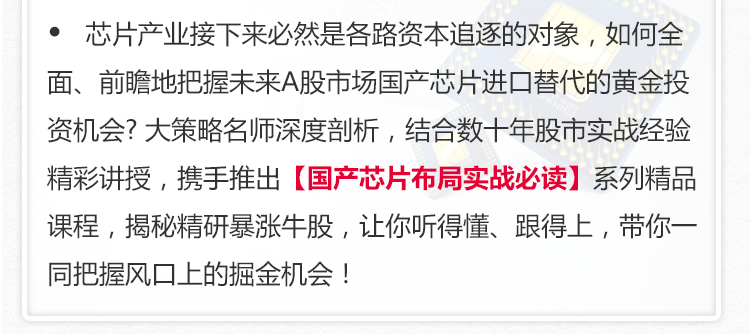 • 芯片产业接下来必然是各路资本追逐的对象，如何全
面、前瞻地把握未来A股市场国产芯片进口替代的黄金投
资机会? 大策略名师深度剖析，结合数十年股市实战经验
精彩讲授，携手推出【国产芯片布局实战必读】系列精品
课程，揭秘精研暴涨牛股，让你听得懂、跟得上，带你一
同把握风口上的掘金机会！